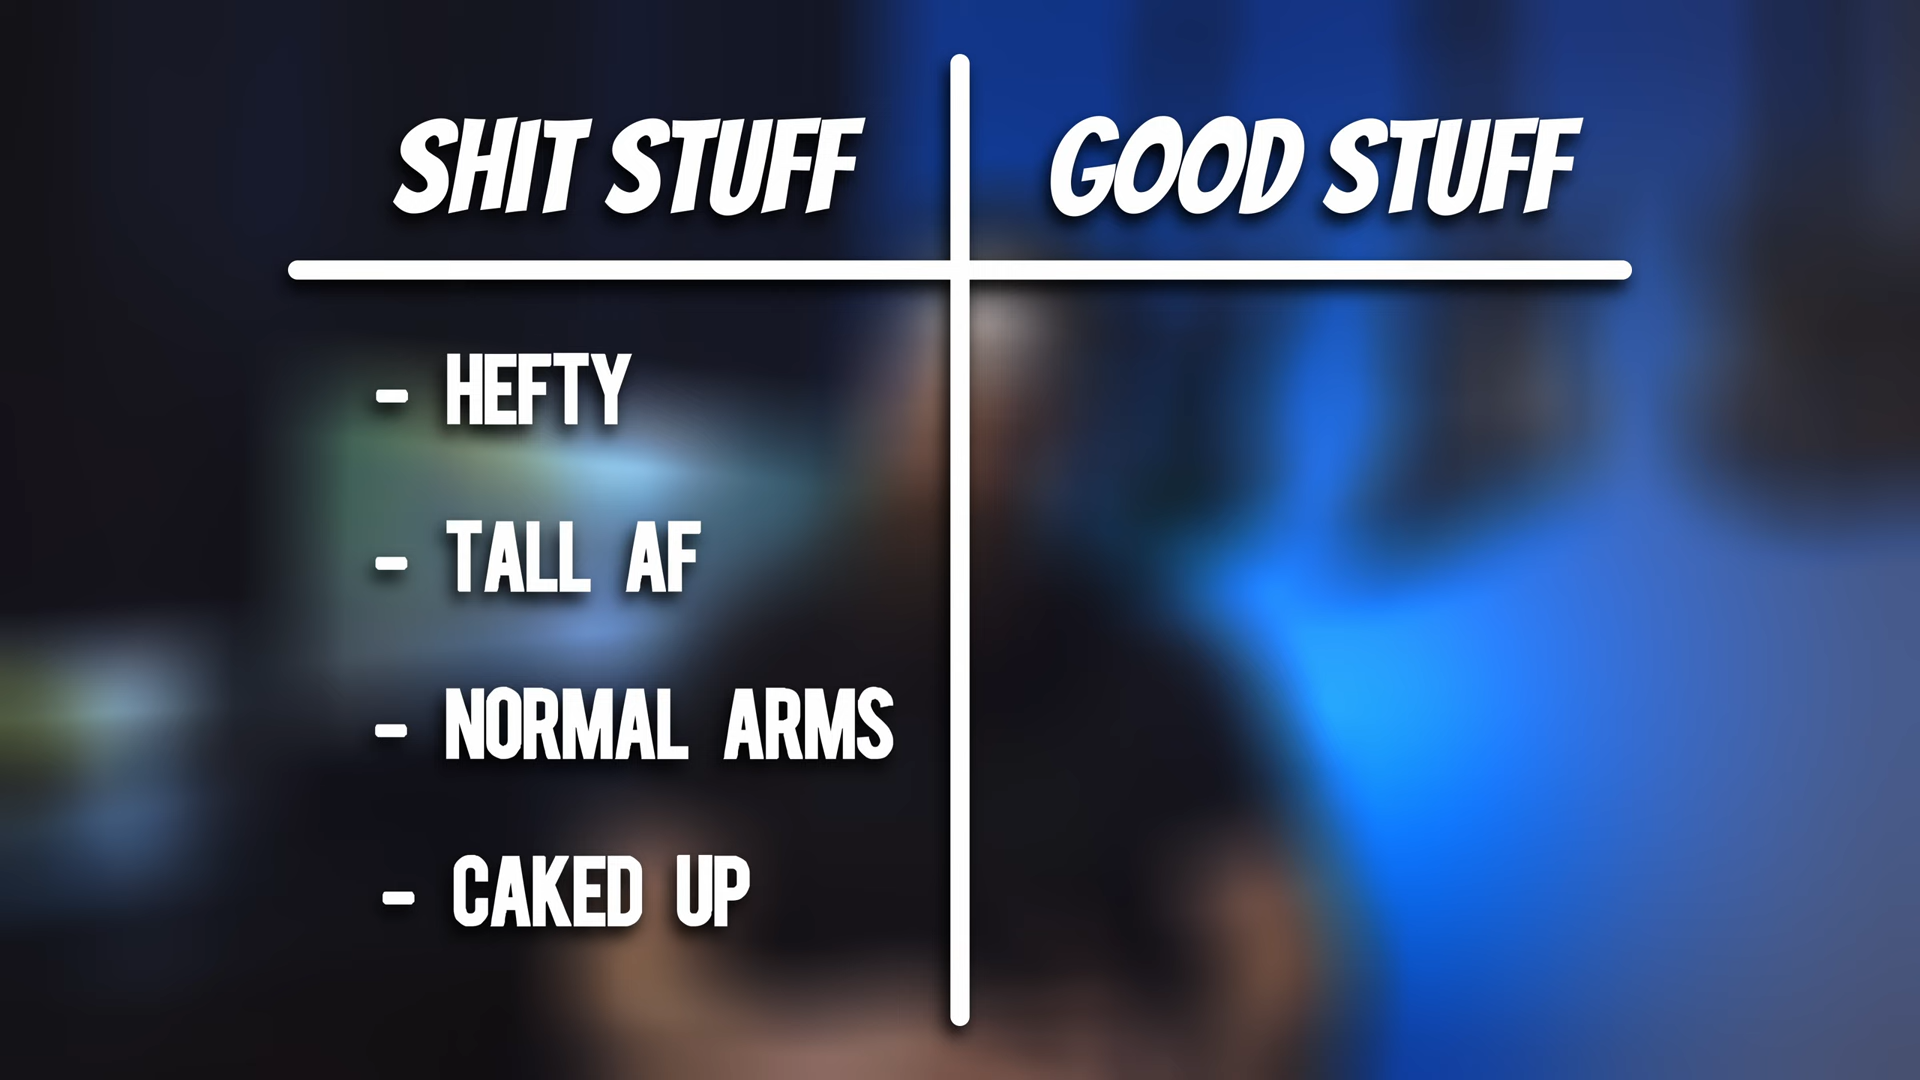 SHIT STUFF
GOOD STUFF
- HEFTY
- TALL AF
- NORMAL ARMS
- CAKED UP